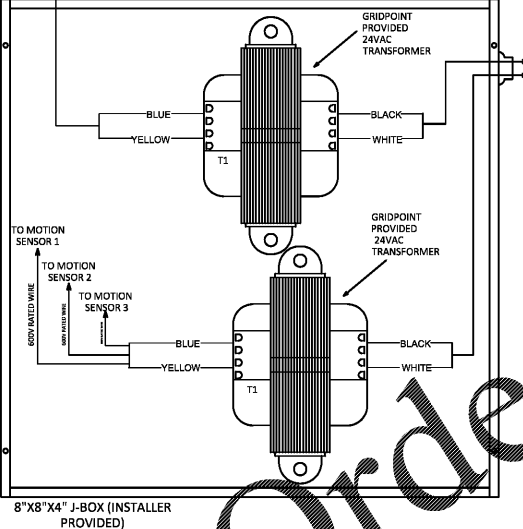 GRIDPOINT
PROVIDED
24VAC
TRANSFORMER
BLUE
BLACK
YELLOW
WHITE
T1
GRIDPOINT
PROVIDED
24VAC
TRANSFORMER
TO MOTION
SENSOR 1
TO MOTION
SENSOR 2
TO MOTION
SENSOR 3
600V RATED WIRE
600V RATED WIRE
BLUE
BLACK
YELLOW
WHITE
T1
8"X8"X4" J-BOX (INSTALLER
PROVIDED)
Orde